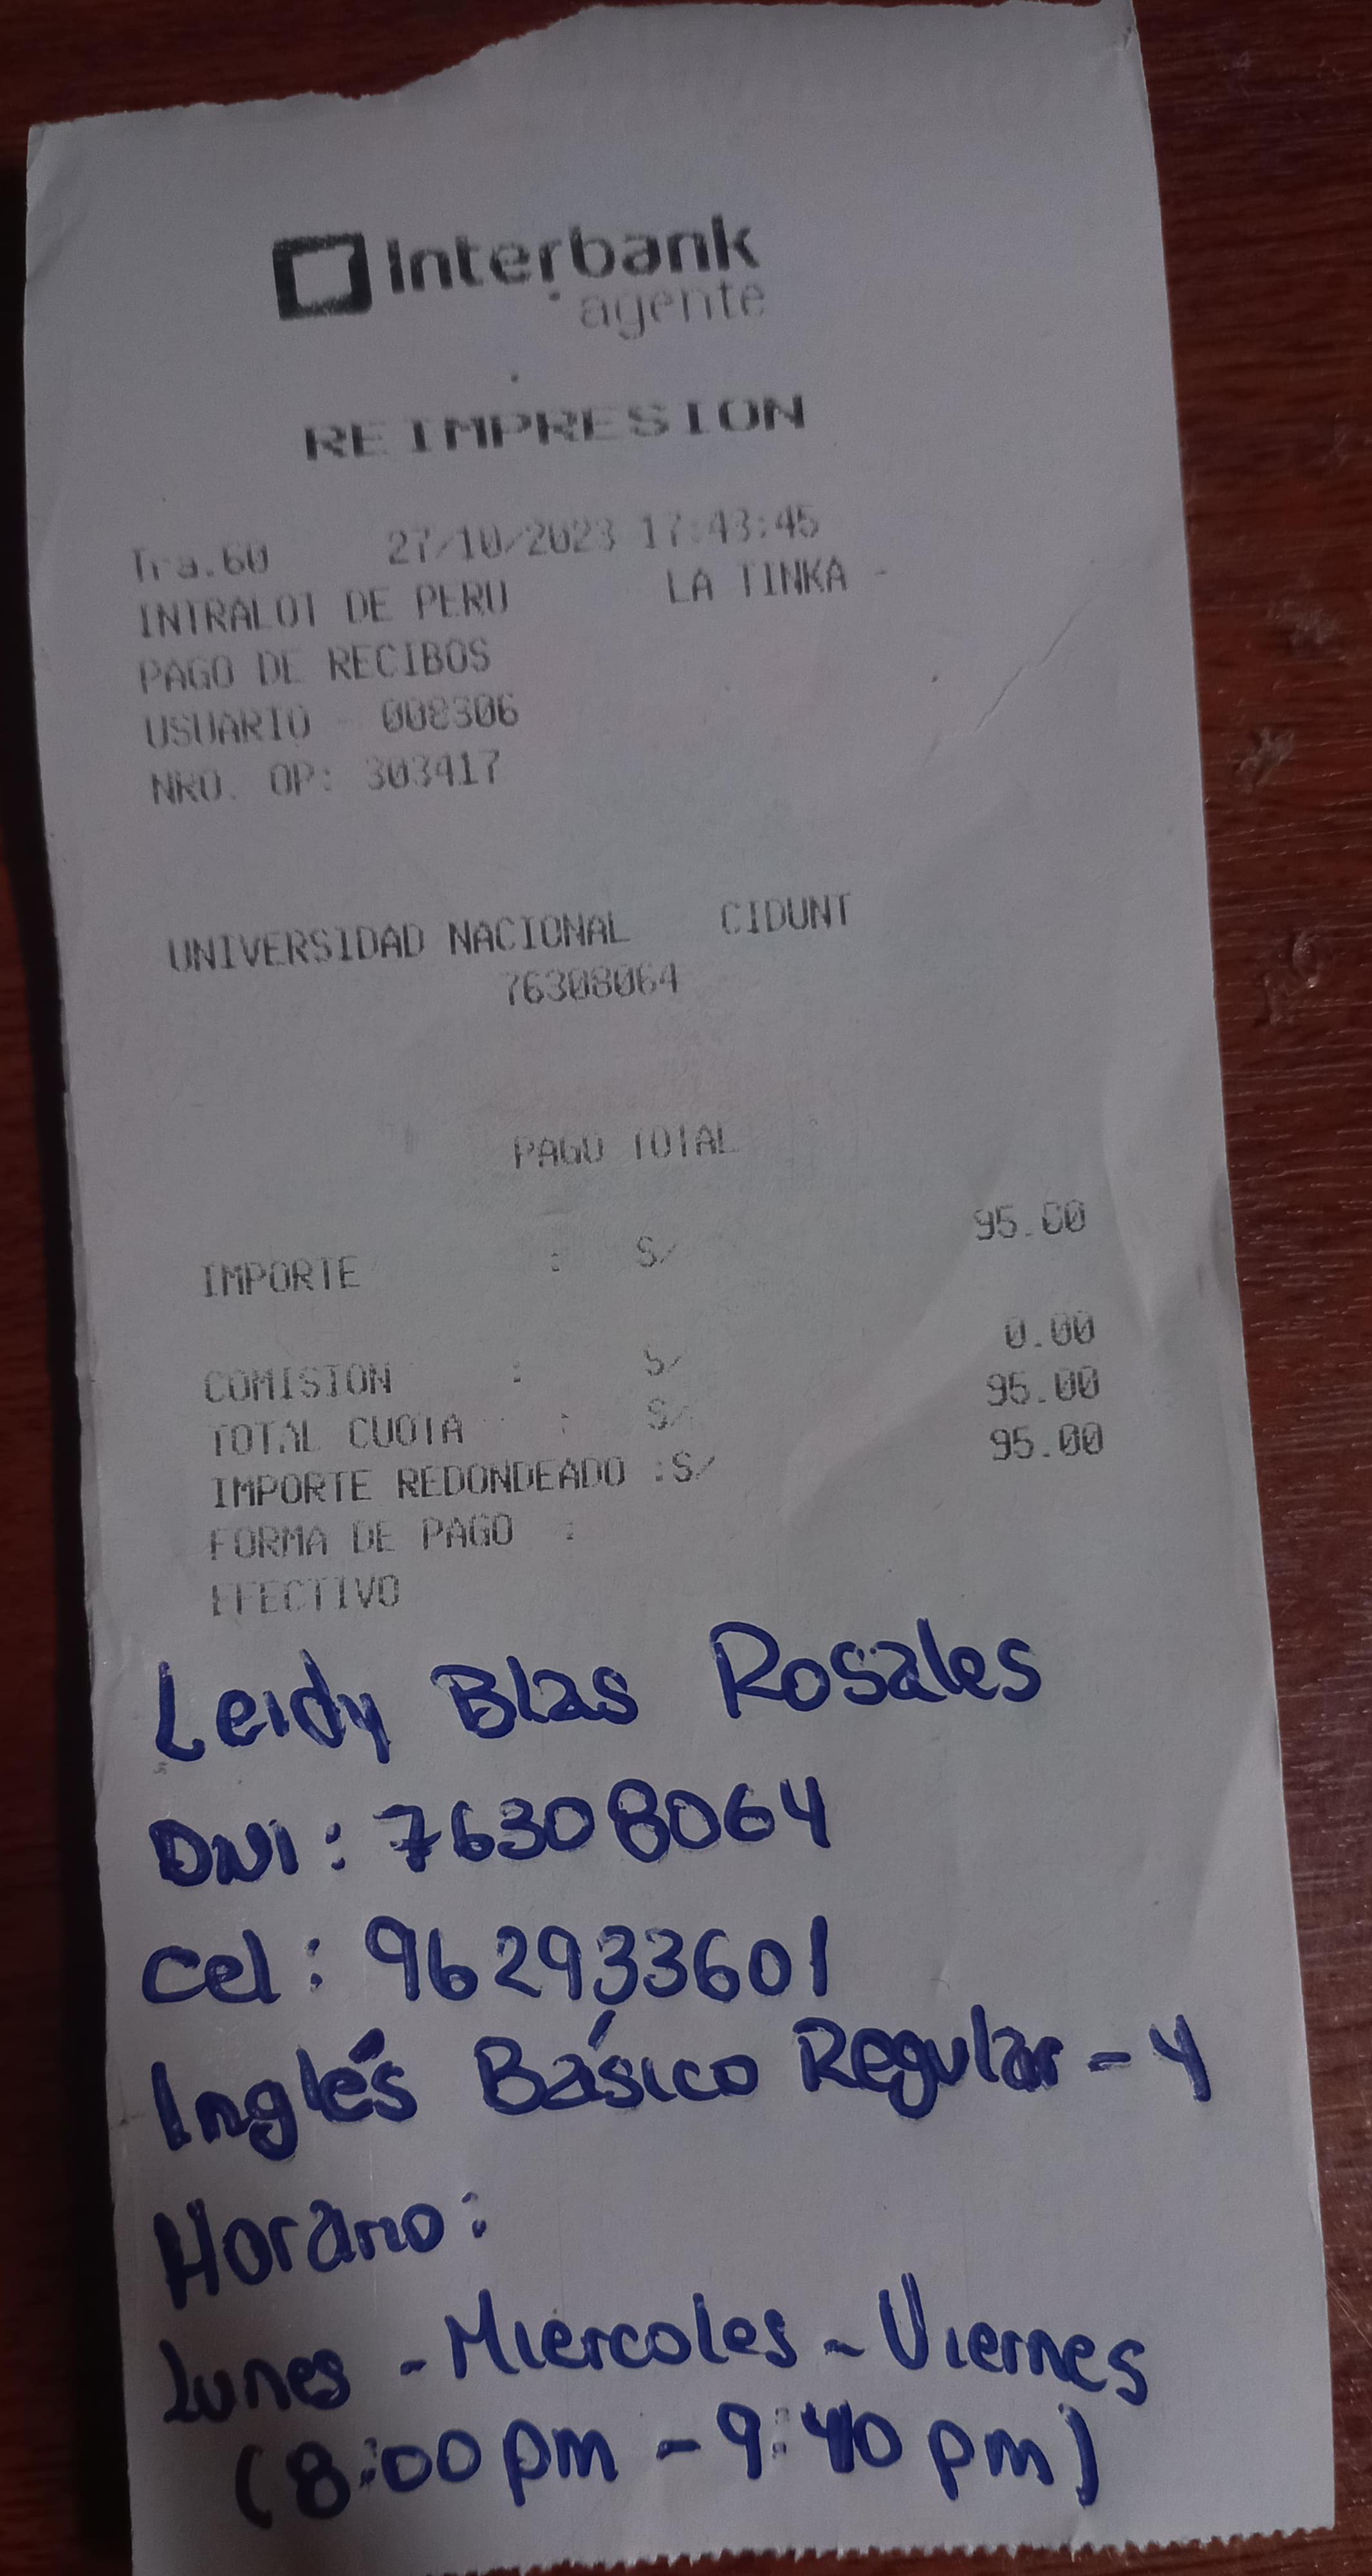 Interbank
agente
REIMPRESION
Tra.60 27/10/2023 17:43:45
INTRALOT DE PERU LA TINKA -
PAGO DE RECIBOS
USUARIO - 008306
NRO. OP: 303417
UNIVERSIDAD NACIONAL CIDUNT
76308064
PAGO TOTAL
IMPORTE : S/ 95.00
COMISION : S/ 0.00
TOTAL CUOTA : S/ 95.00
IMPORTE REDONDEADO :S/ 95.00
FORMA DE PAGO :
EFECTIVO
Leidy Blas Rosales
DNI: 76308064
Cel: 962933601
Inglés Básico Regular - 4
Horario:
Lunes - Miércoles - Viernes
(8:00pm - 9:40 pm)